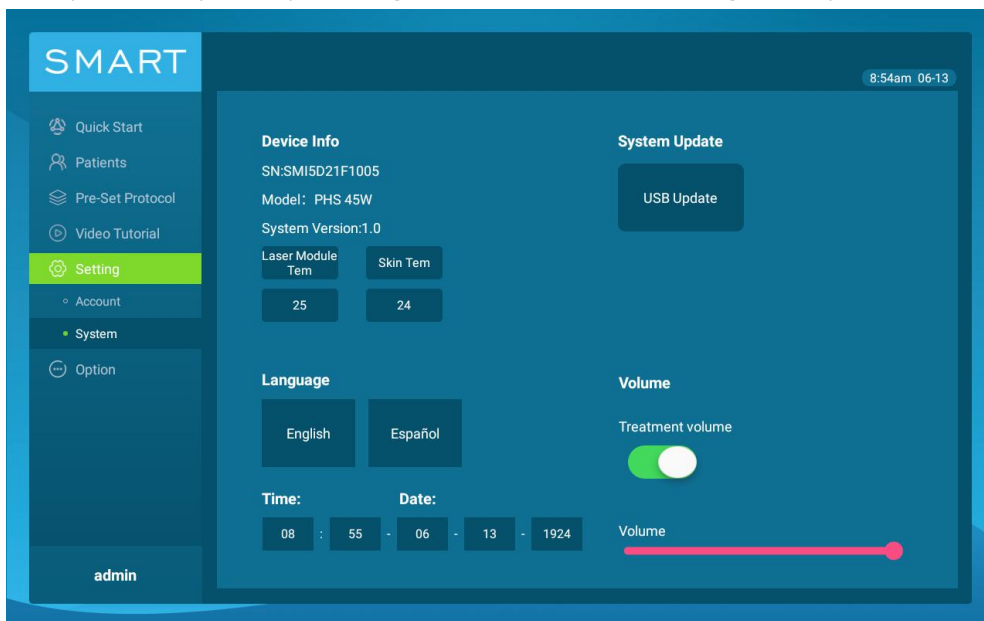 SMART
8:54am 06-13
Quick Start
Patients
Pre-Set Protocol
Video Tutorial
Setting
Account
System
Option
admin
Device Info
SN:SMI5D21F1005
Model: PHS 45W
System Version:1.0
Laser Module
Tem
Skin Tem
25
24
System Update
USB Update
Language
English
Español
Time: Date:
08 : 55 - 06 - 13 - 1924
Volume
Treatment volume
Volume